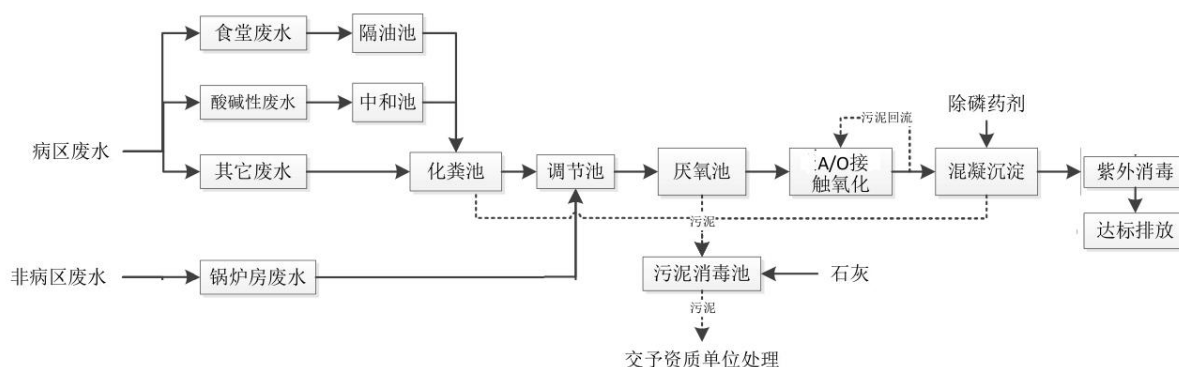 食堂废水
隔油池
酸碱性废水
中和池
除磷药剂
污泥回流
病区废水
其它废水
化粪池
调节池
厌氧池
A/O接
触氧化
混凝沉淀
紫外消毒
达标排放
污泥
非病区废水
锅炉房废水
污泥消毒池
石灰
污泥
交予资质单位处理